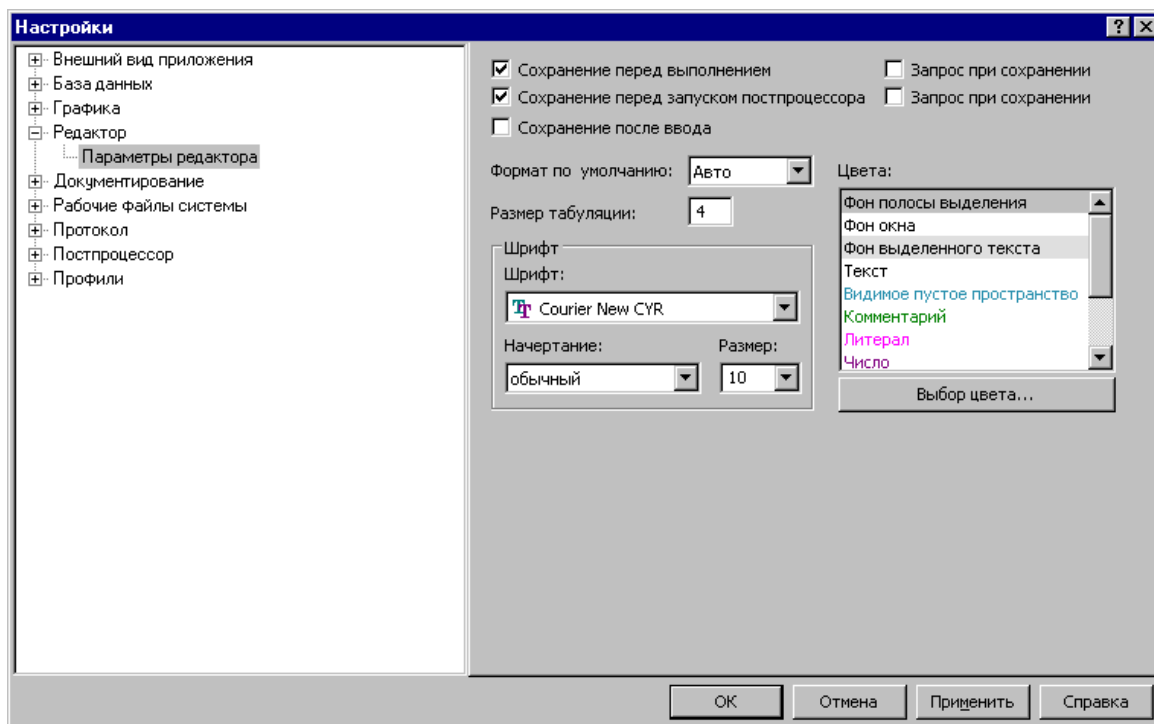 Настройки
Внешний вид приложения
База данных
Графика
Редактор
Параметры редактора
Документирование
Рабочие файлы системы
Протокол
Постпроцессор
Профили
Сохранение перед выполнением
Запрос при сохранении
Сохранение перед запуском постпроцессора
Запрос при сохранении
Сохранение после ввода
Формат по умолчанию:
Авто
Размер табуляции:
4
Шрифт
Шрифт:
Courier New CYR
Начертание:
Размер:
обычный
10
Цвета:
Фон полосы выделения
Фон окна
Фон выделенного текста
Текст
Видимое пустое пространство
Комментарий
Литерал
Число
Выбор цвета...
ОК
Отмена
Применить
Справка